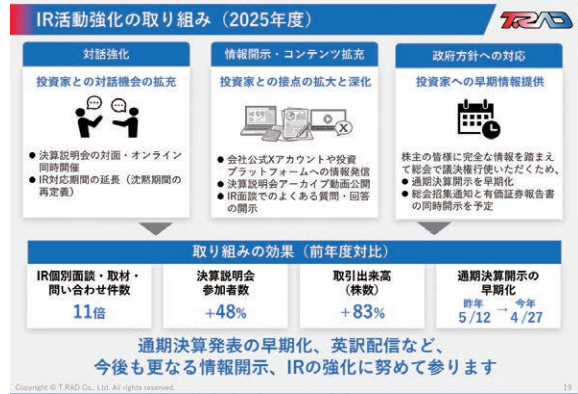 IR活動強化の取り組み（2025年度）
T.RAD
対話強化
投資家との対話機会の拡充
● 決算説明会の対面・オンライン
同時開催
● IR対応期間の延長（沈黙期間の
再定義）
情報開示・コンテンツ拡充
投資家との接点の拡大と深化
● 会社公式Xアカウントや投資
プラットフォームへの情報発信
● 決算説明会アーカイブ動画公開
● IR面談でのよくある質問・回答
の開示
政府方針への対応
投資家への早期情報提供
株主の皆様に完全な情報を踏まえ
て総会で議決権行使いただくため、
● 通期決算開示を早期化
● 総会招集通知と有価証券報告書
の同時開示を予定
取り組みの効果（前年度対比）
IR個別面談・取材・
問い合わせ件数
11倍
決算説明会
参加者数
+48%
取引出来高
（株数）
+83%
通期決算開示の
早期化
昨年 今年
5/12 → 4/27
通期決算発表の早期化、英訳配信など、
今後も更なる情報開示、IRの強化に努めて参ります
Copyright © T.RAD Co., Ltd. All rights reserved.
19